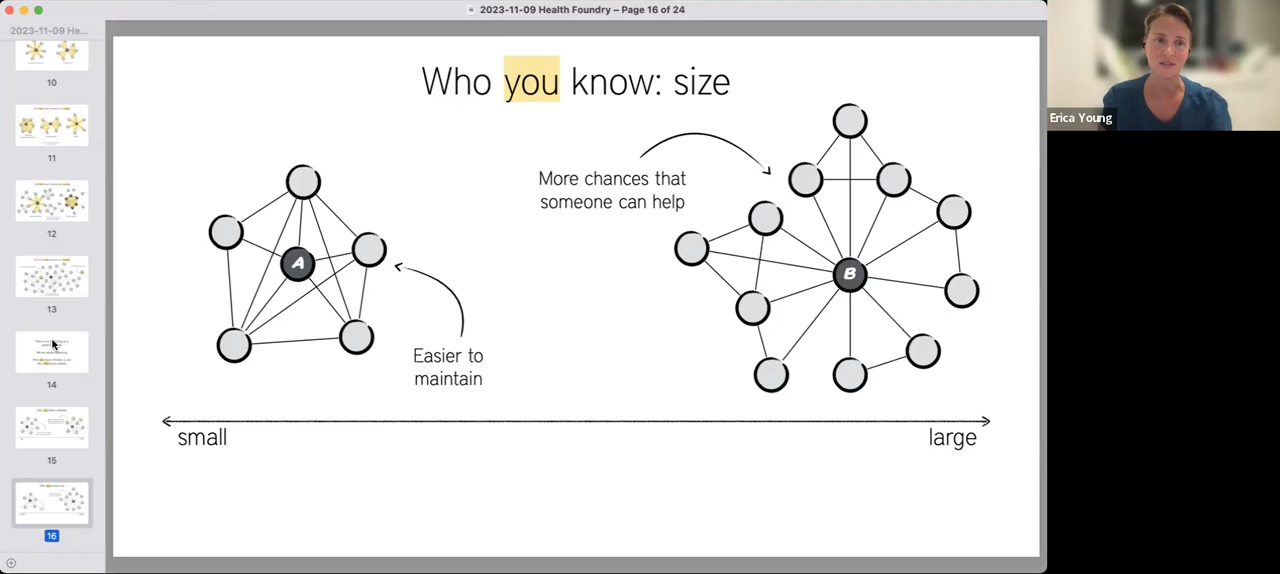 2023-11-09 Health Foundry – Page 16 of 24
2023-11-09 He...
10
11
12
13
14
15
16
Who you know: size
More chances that
someone can help
A
B
Easier to
maintain
small
large
Erica Young